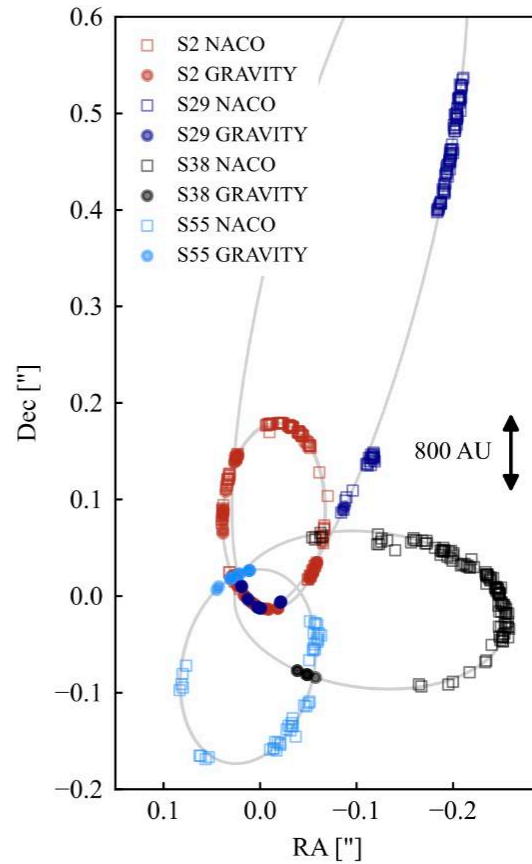 0.6
S2 NACO
S2 GRAVITY
S29 NACO
S29 GRAVITY
S38 NACO
S38 GRAVITY
S55 NACO
S55 GRAVITY
0.5
0.4
0.3
0.2
0.1
0.0
−0.1
−0.2
Dec ["]
800 AU
0.1
0.0
−0.1
−0.2
RA ["]